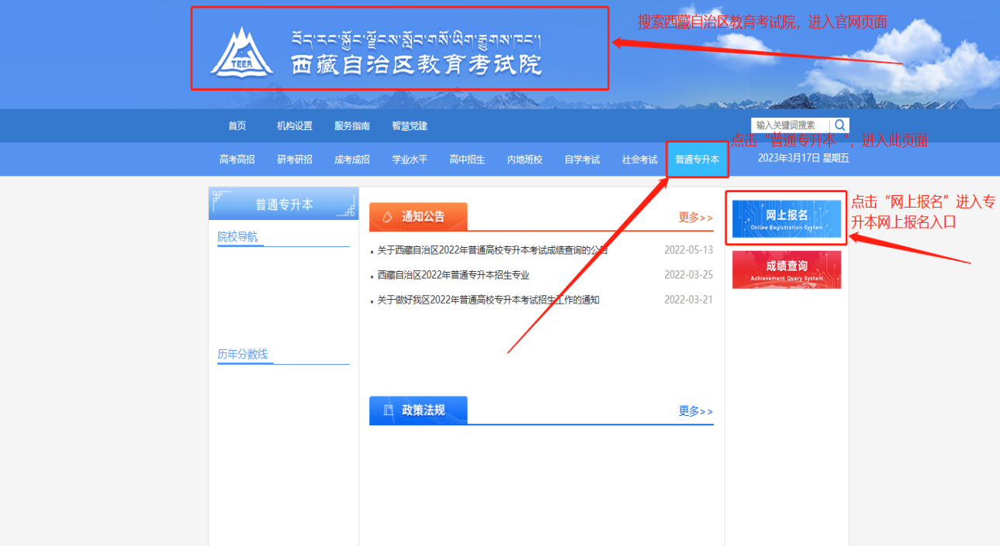 搜索西藏自治区教育考试院，进入官网页面
བོད་རང་སྐྱོང་ལྗོངས་སློབ་གསོ་ཡིག་རྒྱུགས་ཁང་།
TEEA
西藏自治区教育考试院
首页 机构设置 服务指南 智慧党建 输入关键词搜索
点击“普通专升本“，进入此页面
高考高招 研考研招 成考成招 学业水平 高中招生 内地班校 自学考试 社会考试 普通专升本 2023年3月17日 星期五
普通专升本
院校导航
历年分数线
通知公告 更多>>
• 关于西藏自治区2022年普通高校专升本考试成绩查询的公告 2022-05-13
• 西藏自治区2022年普通专升本招生专业 2022-03-25
• 关于做好我区2022年普通高校专升本考试招生工作的通知 2022-03-21
政策法规 更多>>
网上报名
Online Registration System
点击“网上报名”进入专
升本网上报名入口
成绩查询
Achievement Query System